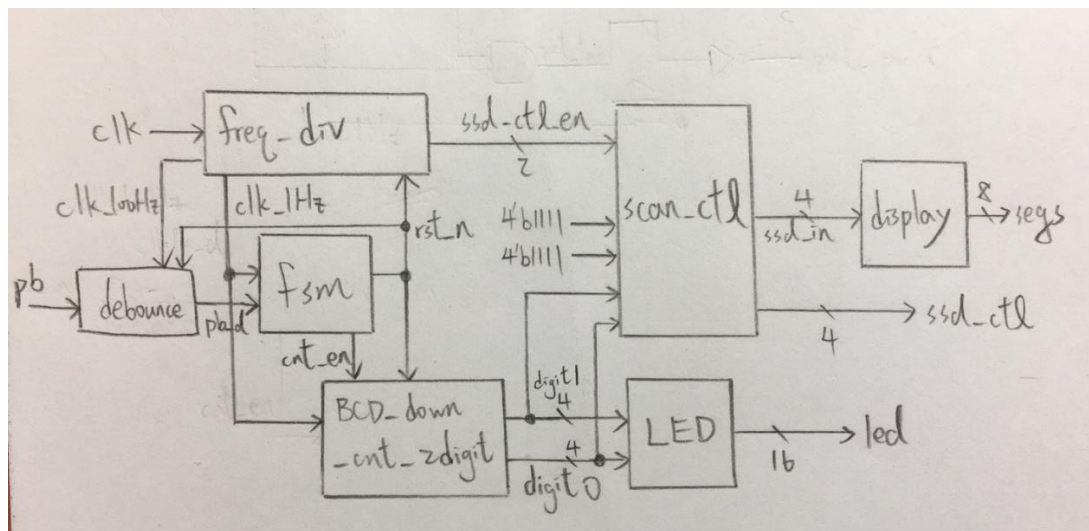 clk
freq_div
ssd_ctl_en
2
clk_100Hz
clk_1Hz
rst_n
4'b1111
4'b1111
scan_ctl
4
ssd_in
display
8
segs
pb
debounce
pb_d
fsm
cnt_en
4
ssd_ctl
BCD_down
_cnt_2digit
digit1
4
4
digit0
LED
16
led